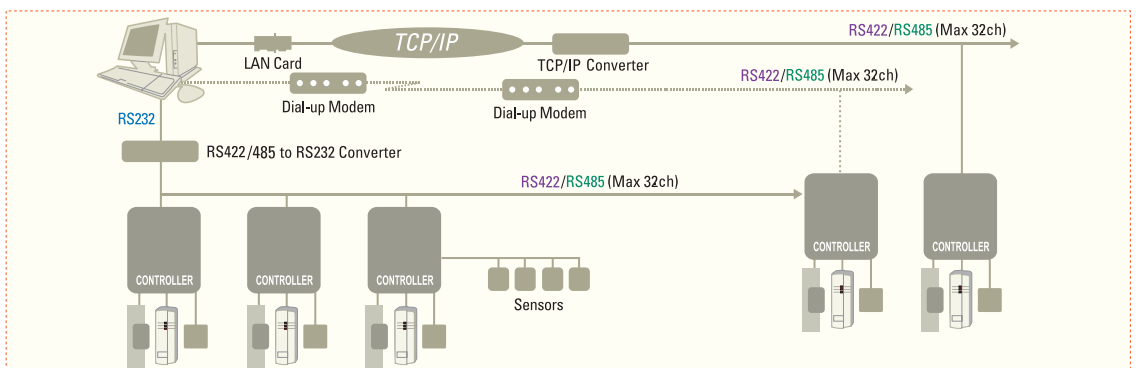 TCP/IP
RS422/RS485 (Max 32ch)
LAN Card
TCP/IP Converter
RS422/RS485 (Max 32ch)
Dial-up Modem
Dial-up Modem
RS232
RS422/485 to RS232 Converter
RS422/RS485 (Max 32ch)
CONTROLLER
CONTROLLER
CONTROLLER
CONTROLLER
CONTROLLER
Sensors